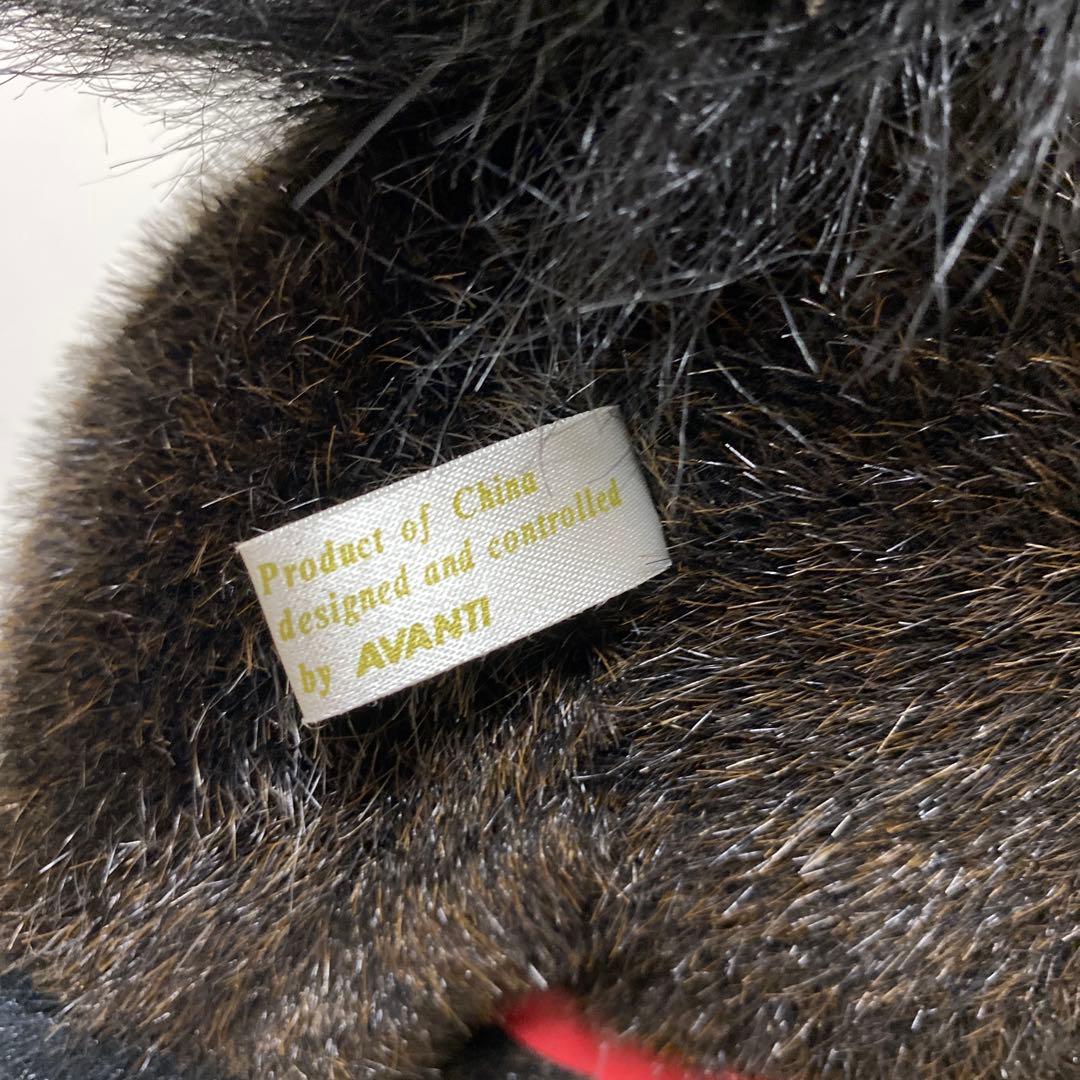 Product of China
designed and controlled
by AVANTI